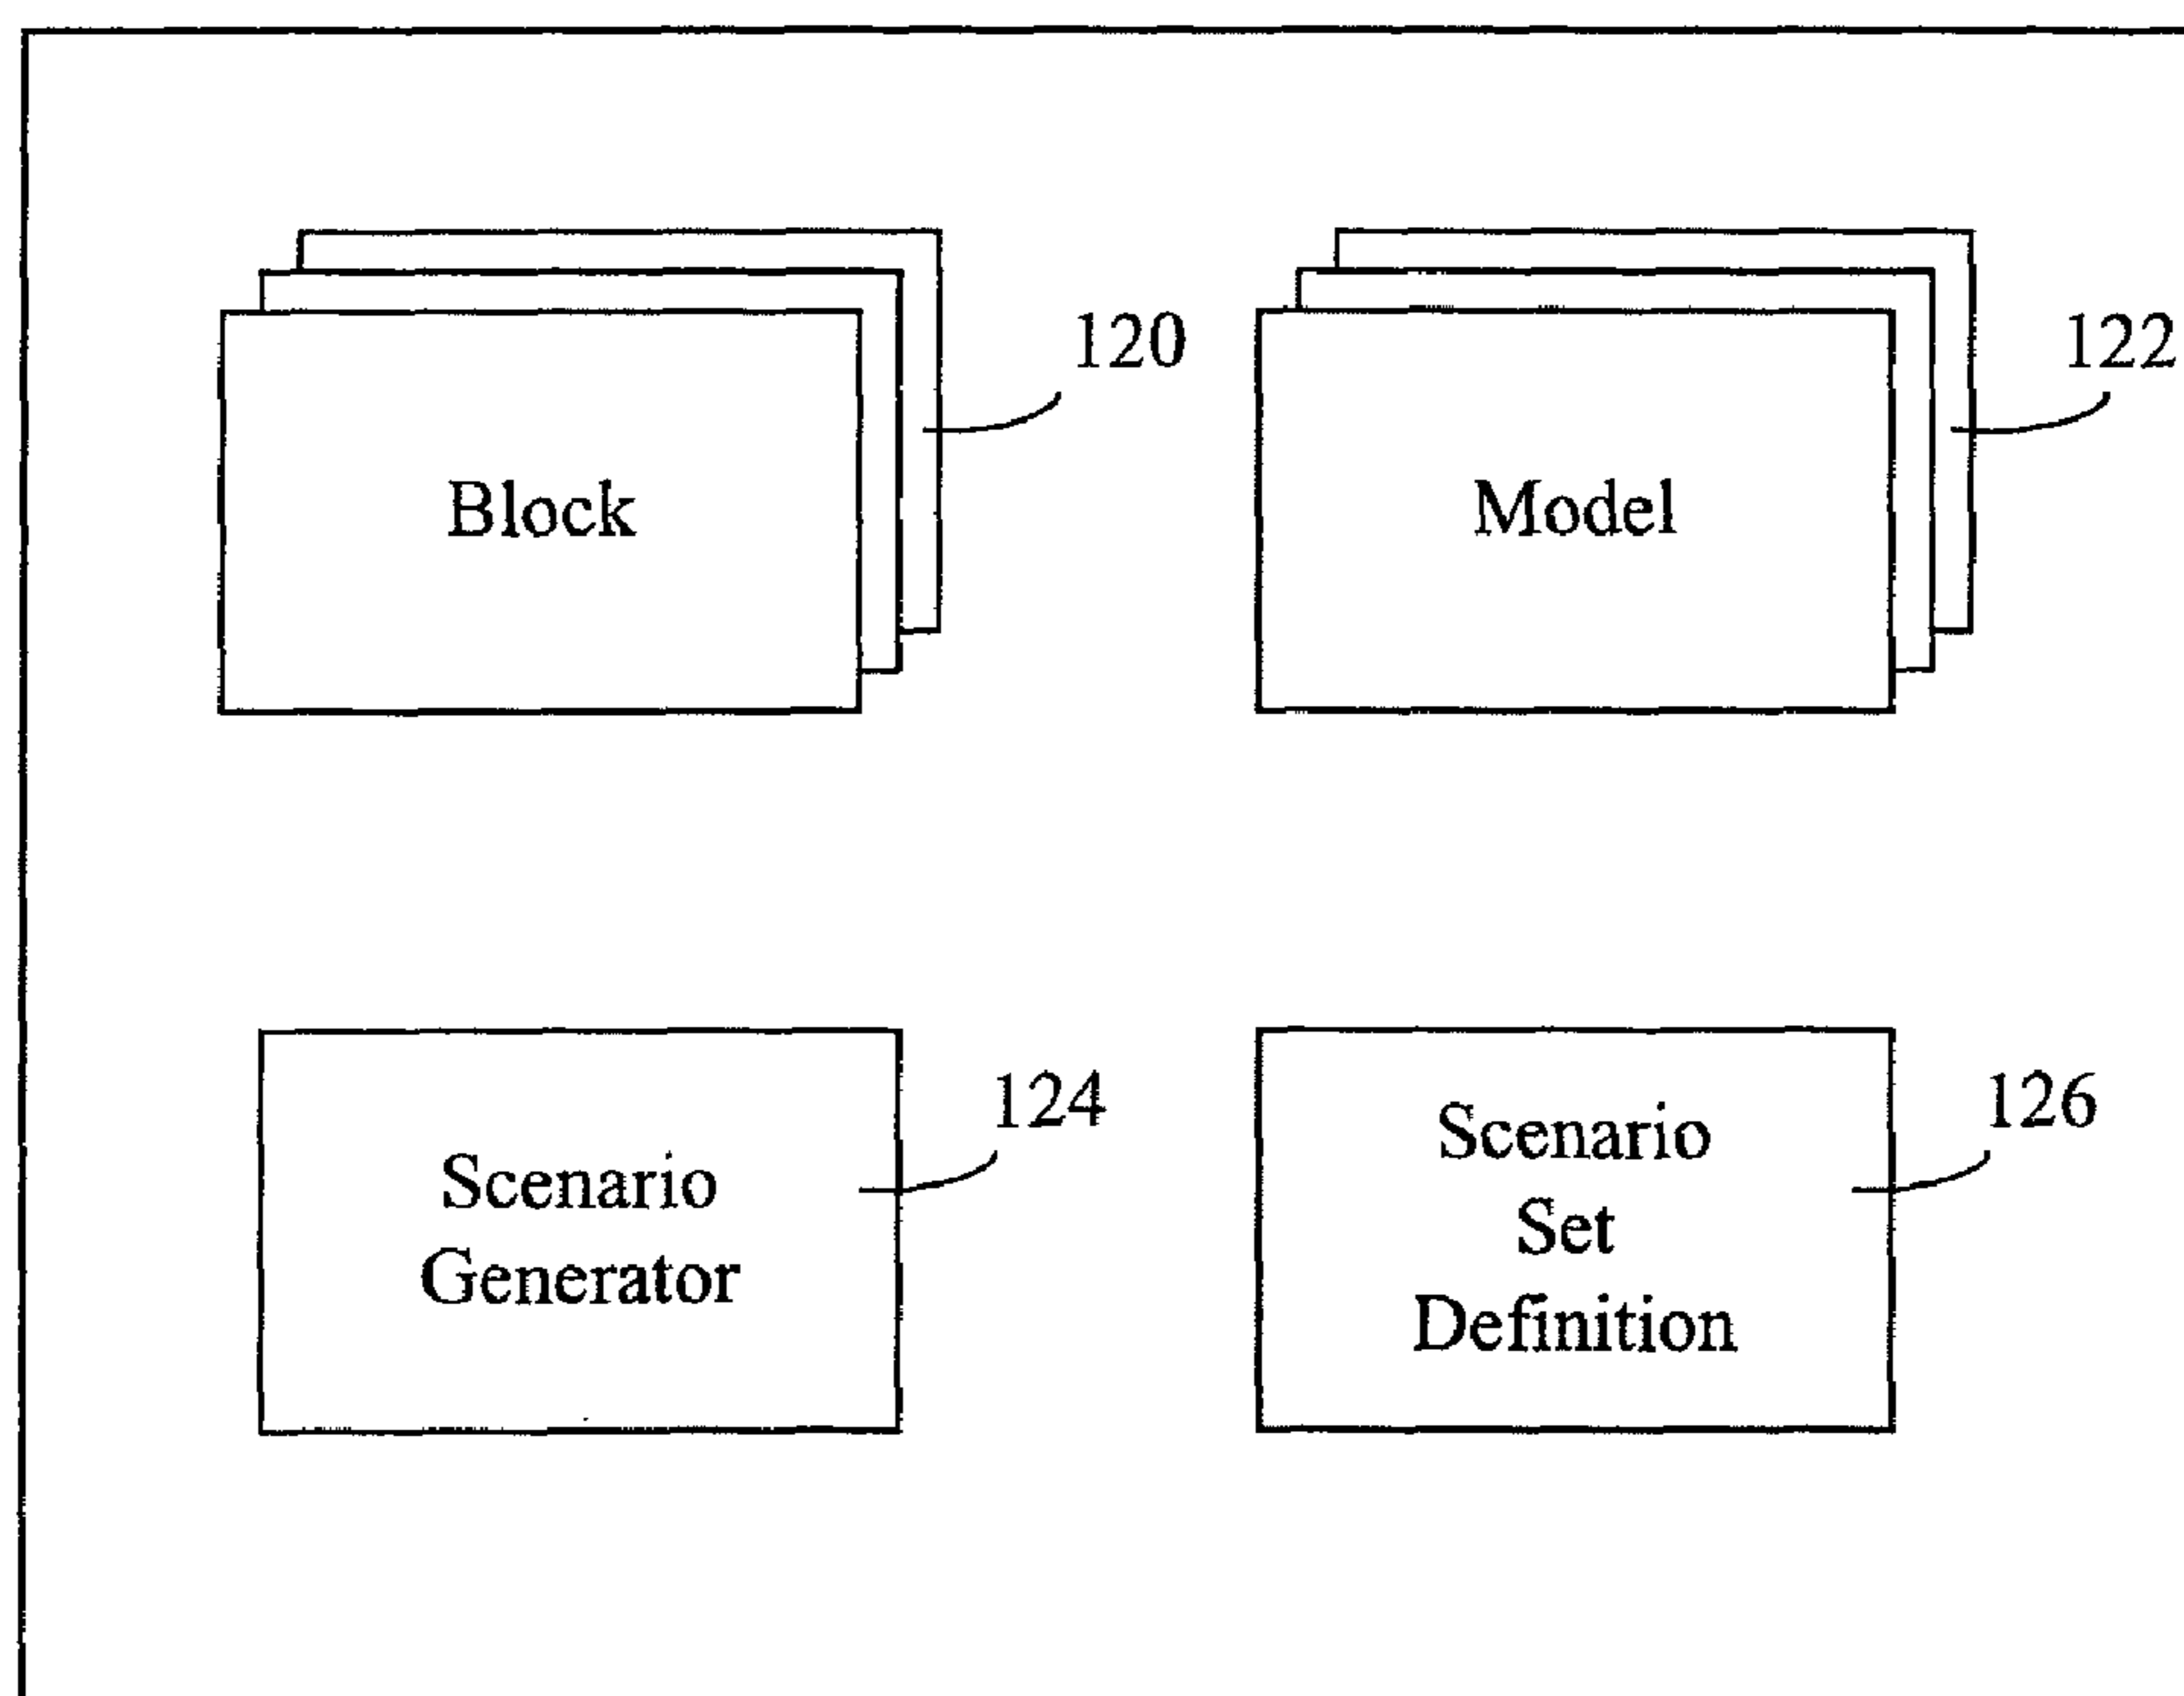 120
122
Block
Model
124
126
Scenario
Generator
Scenario
Set
Definition